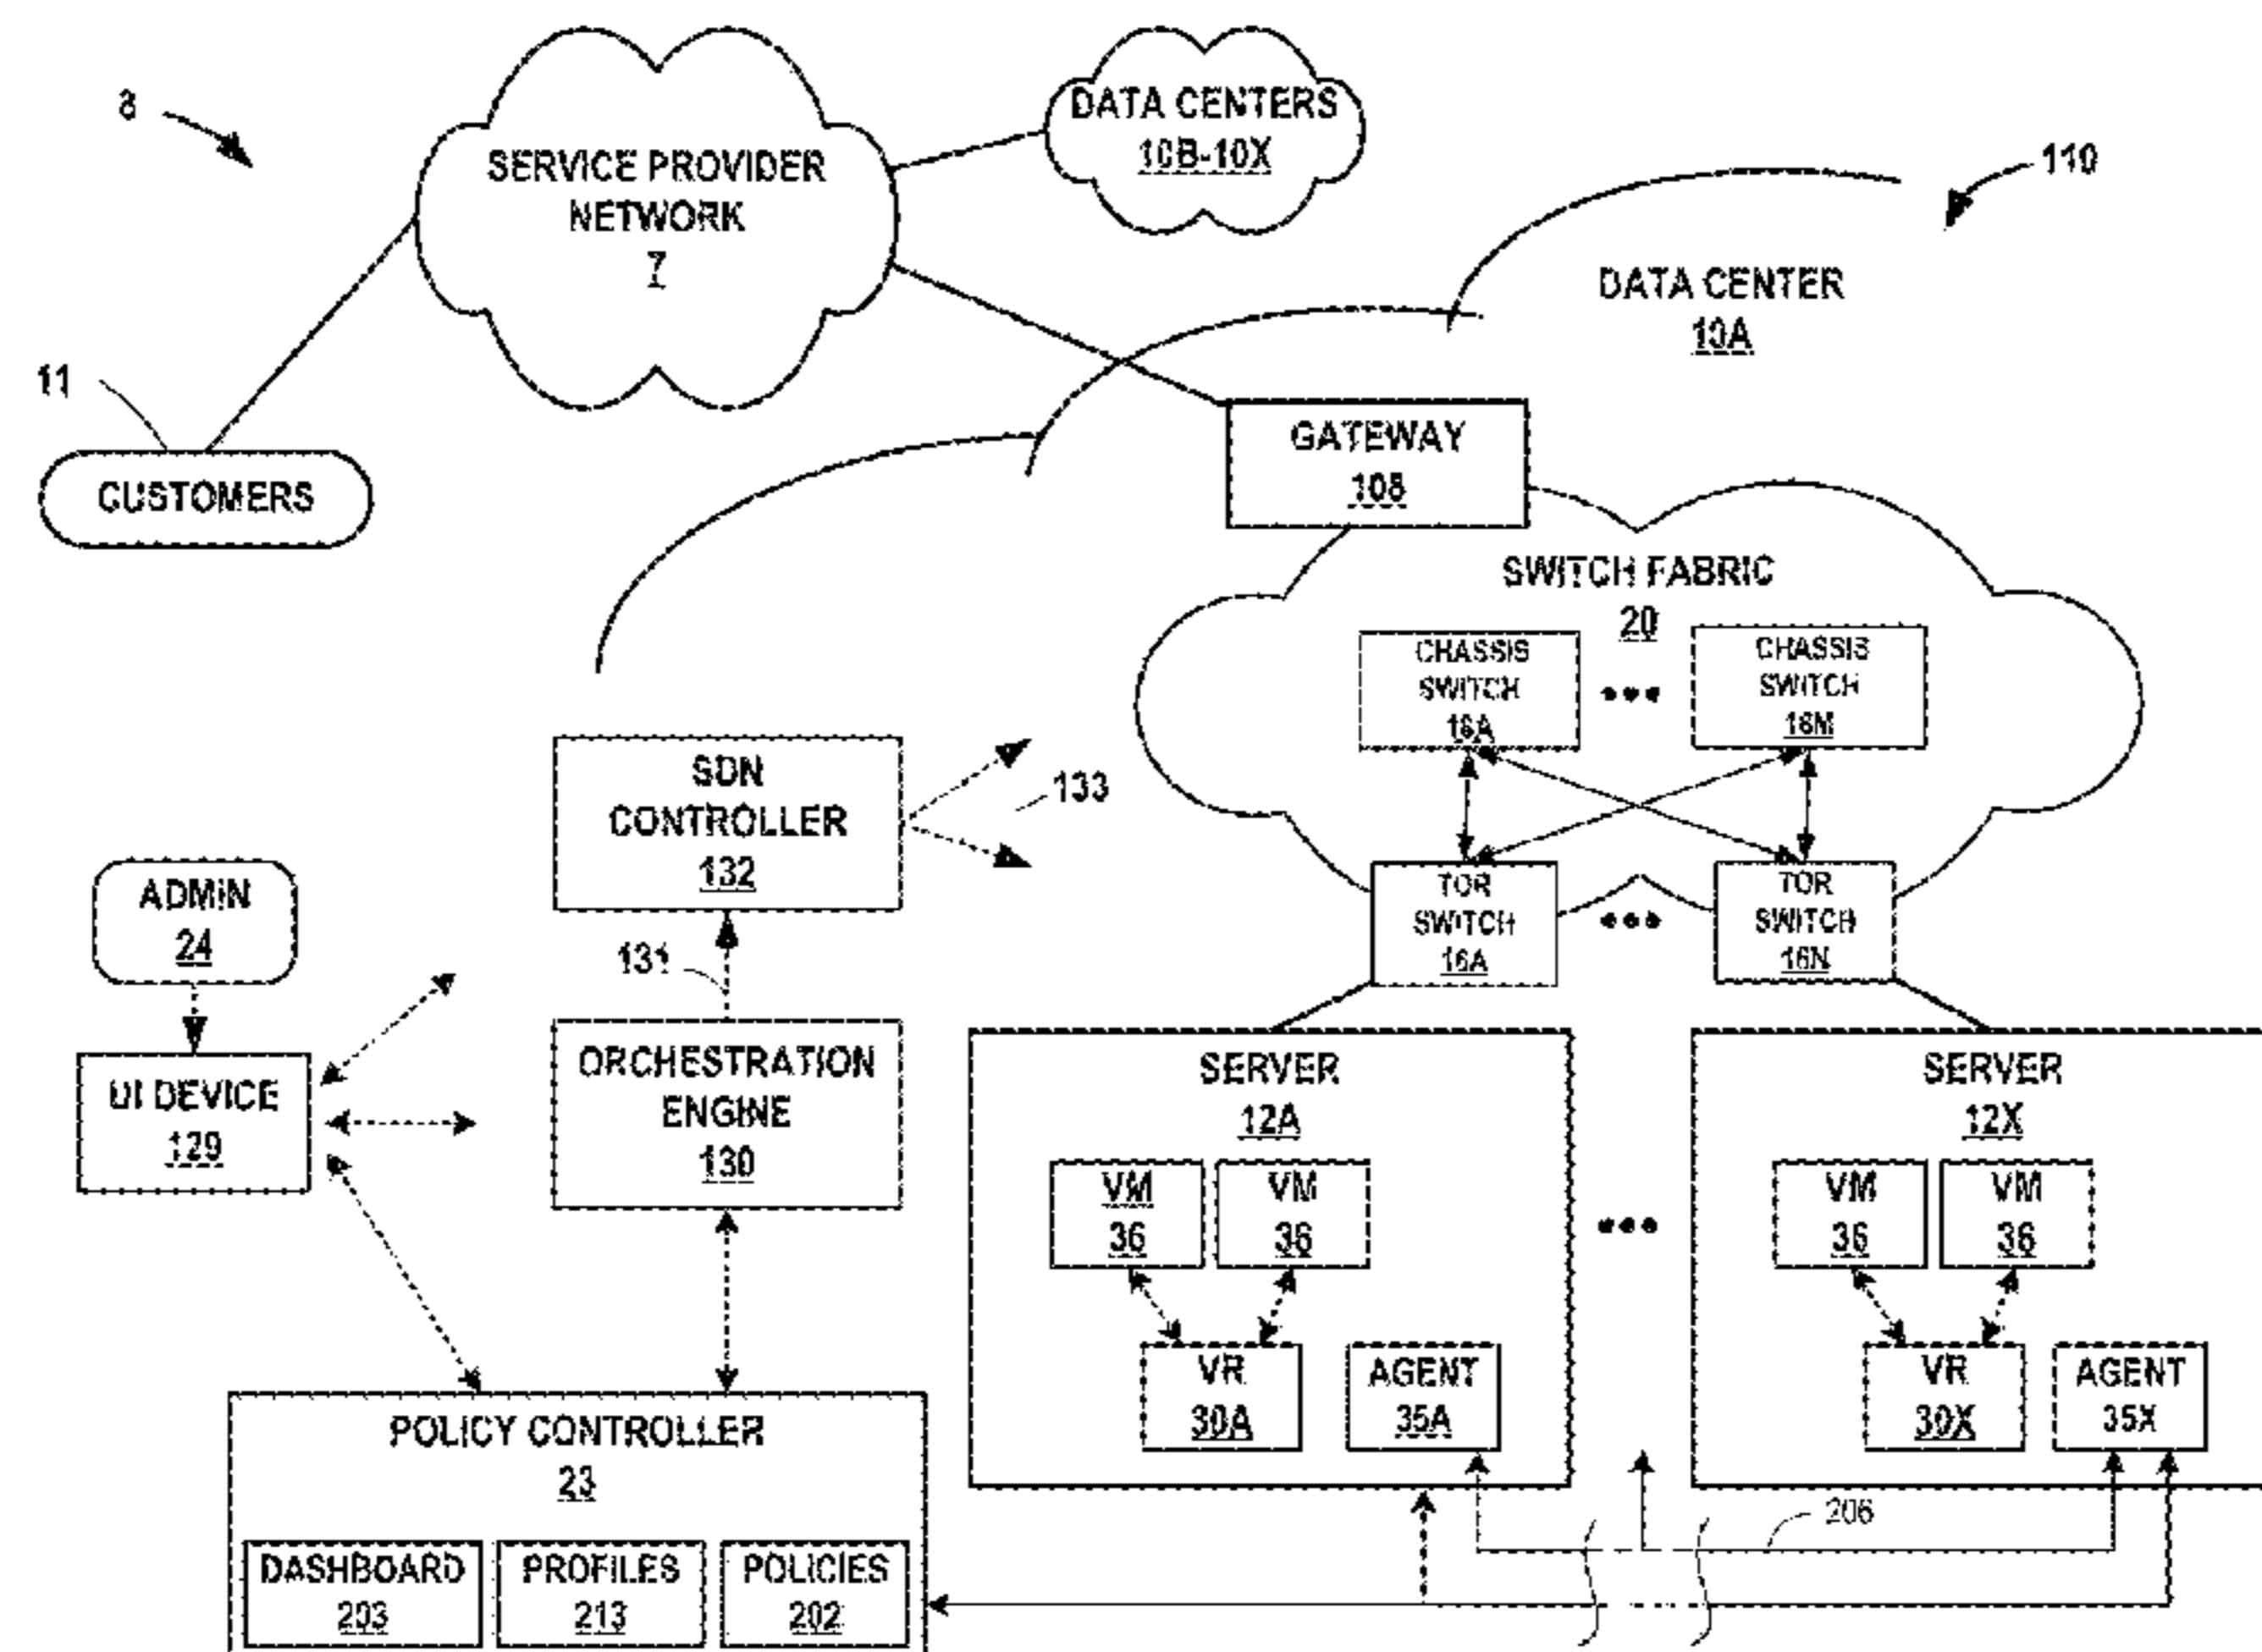 8
SERVICE PROVIDER
NETWORK
7
DATA CENTERS
10B-10X
110
DATA CENTER
10A
11
CUSTOMERS
GATEWAY
108
SWITCH FABRIC
20
CHASSIS
SWITCH
18A
CHASSIS
SWITCH
18M
SDN
CONTROLLER
132
133
ADMIN
24
131
TOR
SWITCH
16A
TOR
SWITCH
16N
UI DEVICE
129
ORCHESTRATION
ENGINE
130
SERVER
12A
VM
36
VM
36
VR
30A
AGENT
35A
SERVER
12X
VM
36
VM
36
VR
30X
AGENT
35X
POLICY CONTROLLER
23
DASHBOARD
203
PROFILES
213
POLICIES
202
206